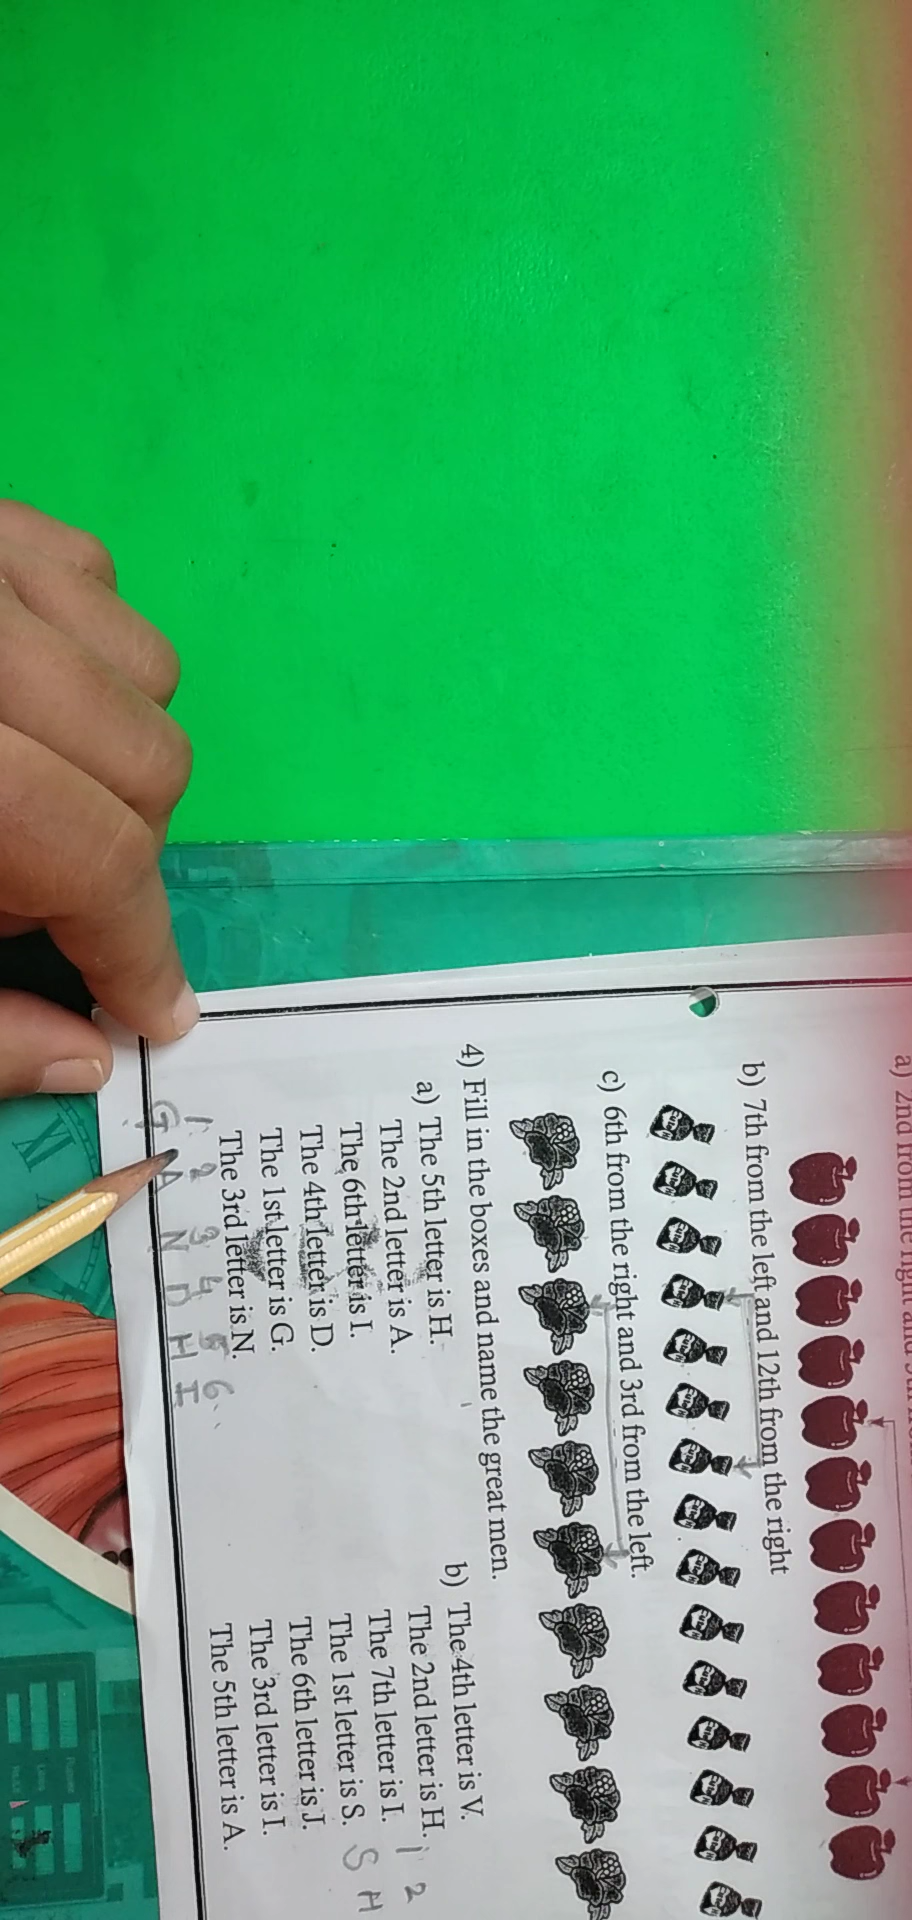 a) 2nd from the right and
b) 7th from the left and 12th from the right
c) 6th from the right and 3rd from the left.
4) Fill in the boxes and name the great men.
a) The 5th letter is H.
The 2nd letter is A.
The 6th letter is I.
The 4th letter is D.
The 1st letter is G.
The 3rd letter is N.
1 2 3 4 5 6
G A N D H I
b) The 4th letter is V.
The 2nd letter is H.
The 7th letter is I.
The 1st letter is S.
The 6th letter is J.
The 3rd letter is I.
The 5th letter is A.
1 2
S H
XI